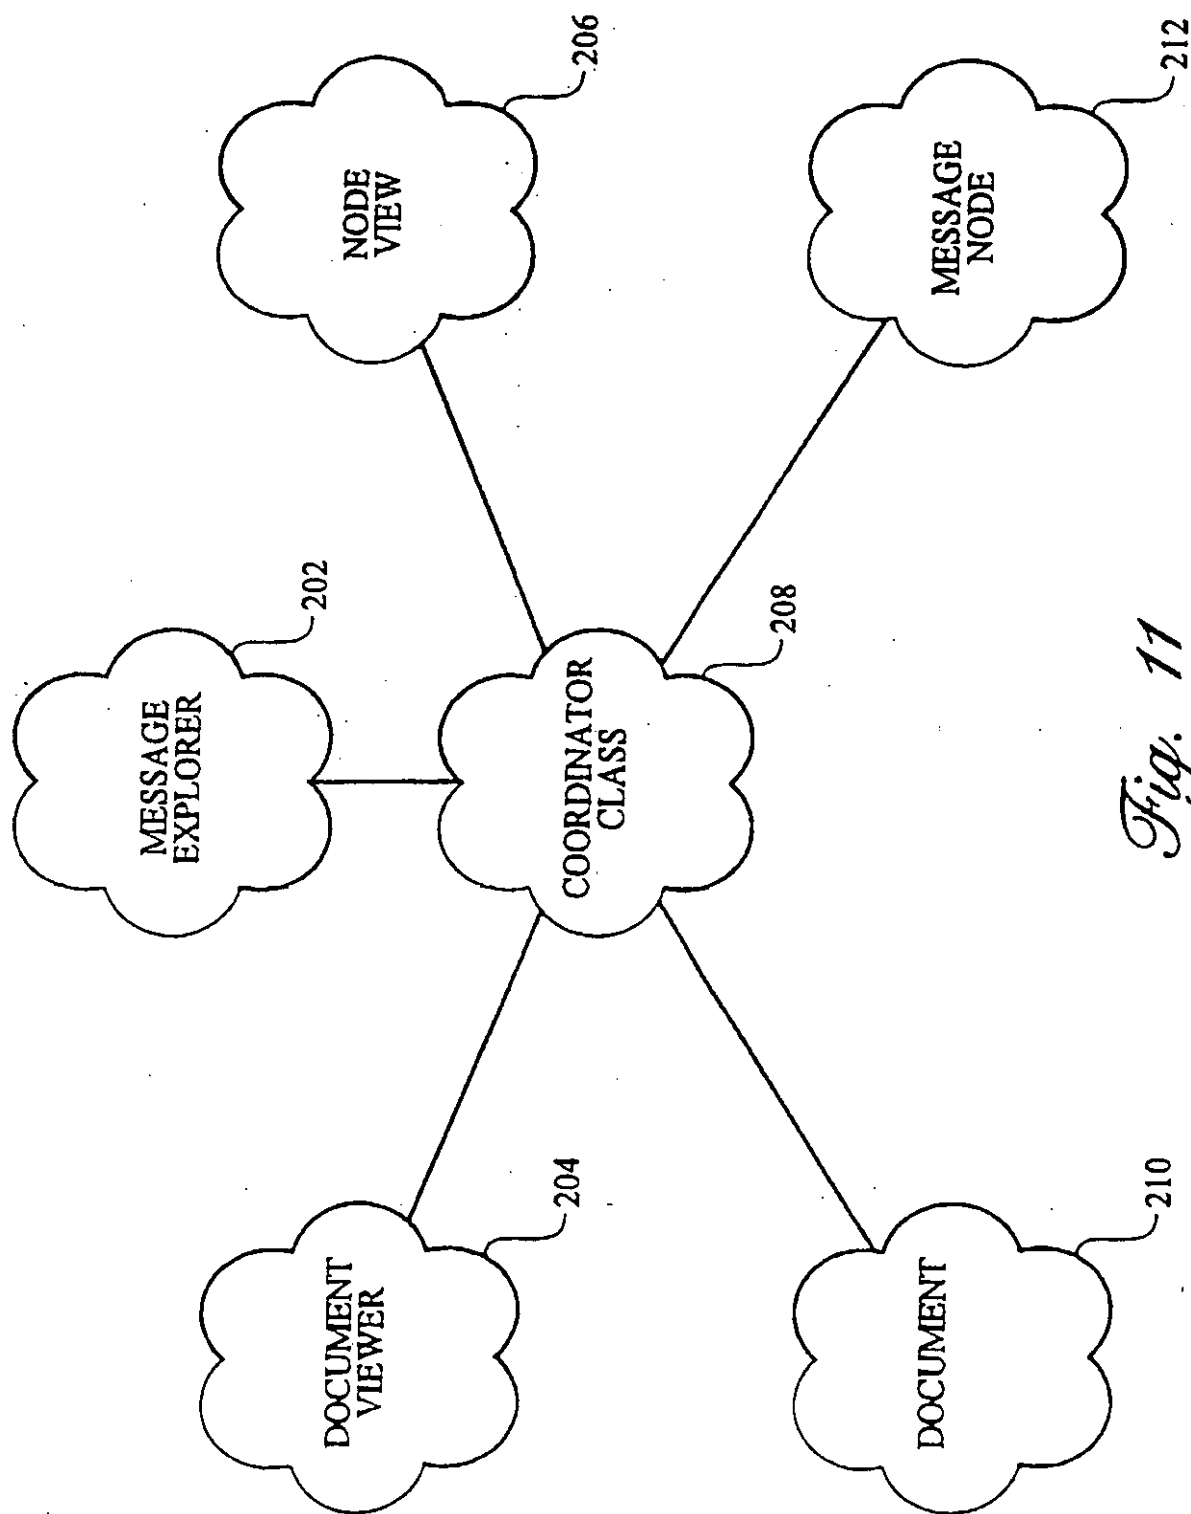 MESSAGE
EXPLORER
202
DOCUMENT
VIEWER
204
NODE
VIEW
206
COORDINATOR
CLASS
208
DOCUMENT
210
MESSAGE
NODE
212
Fig. 11